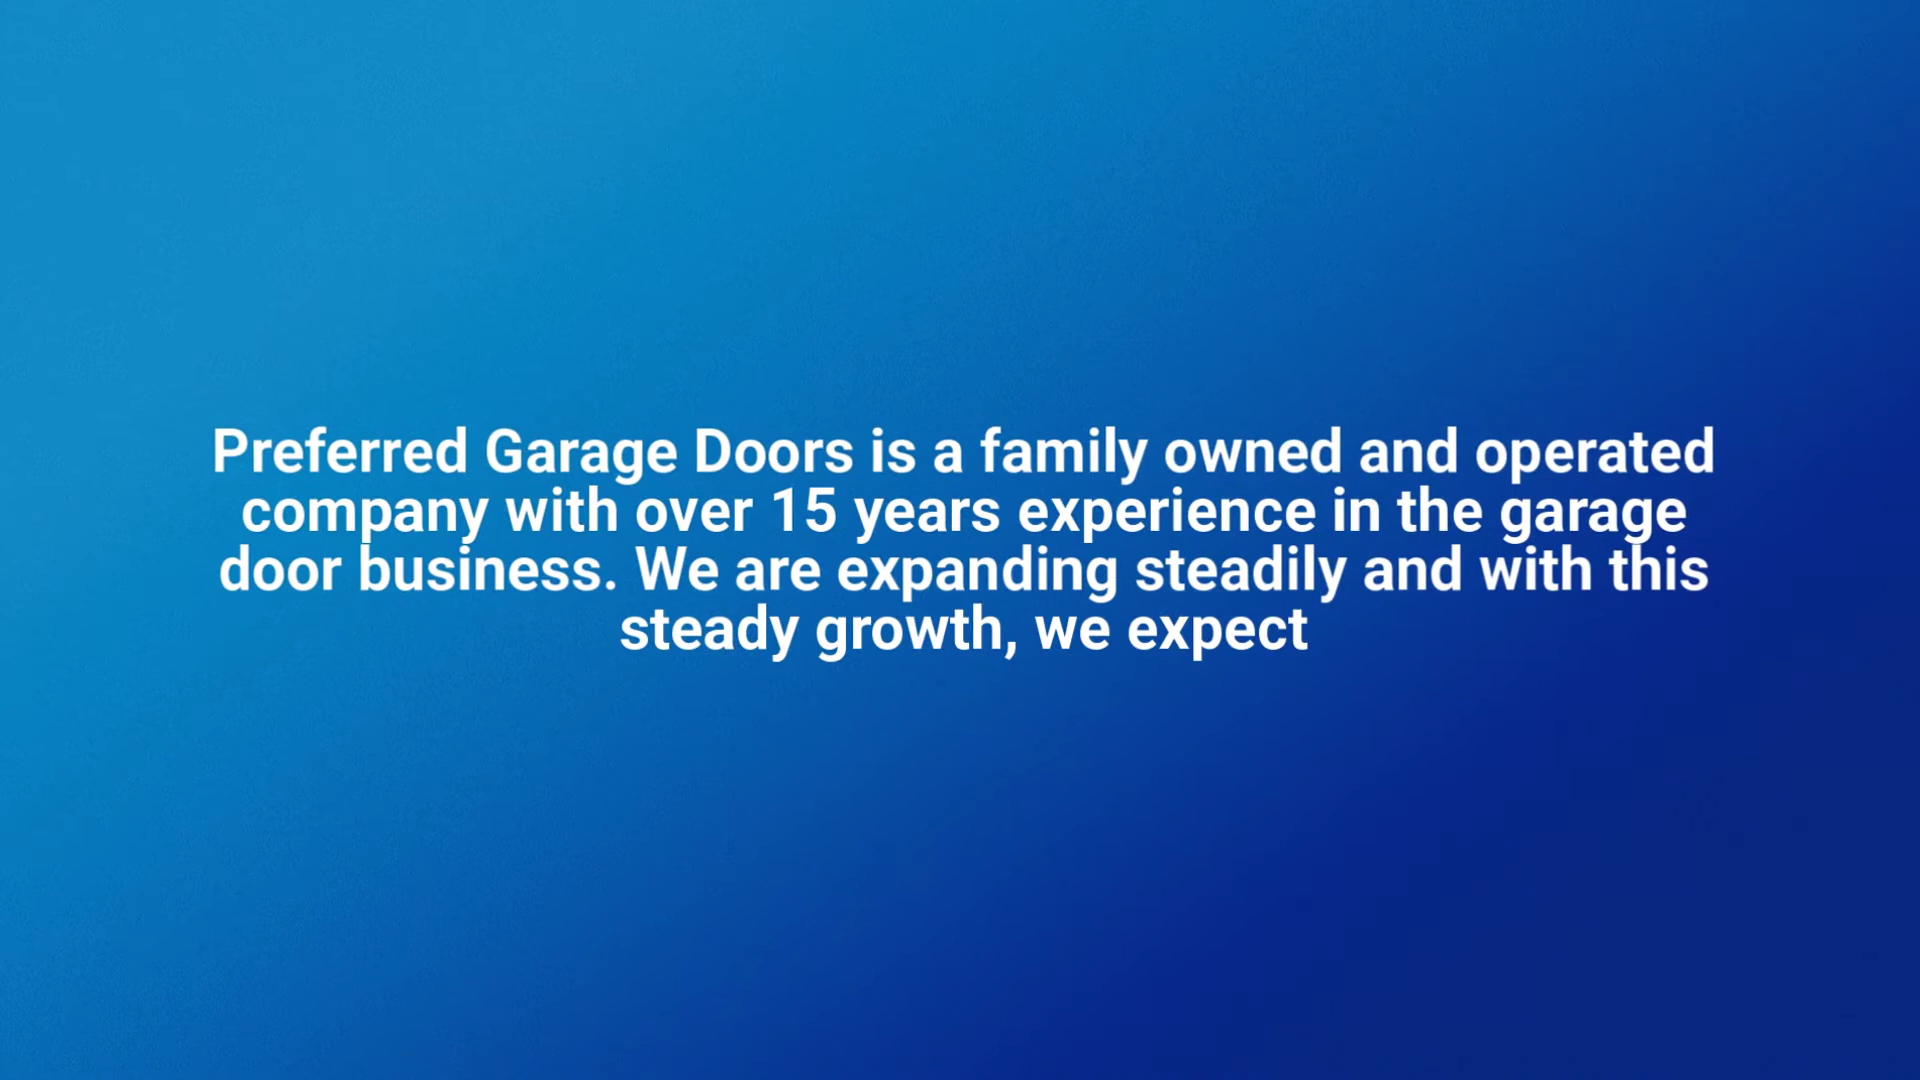 Preferred Garage Doors is a family owned and operated
company with over 15 years experience in the garage
door business. We are expanding steadily and with this
steady growth, we expect